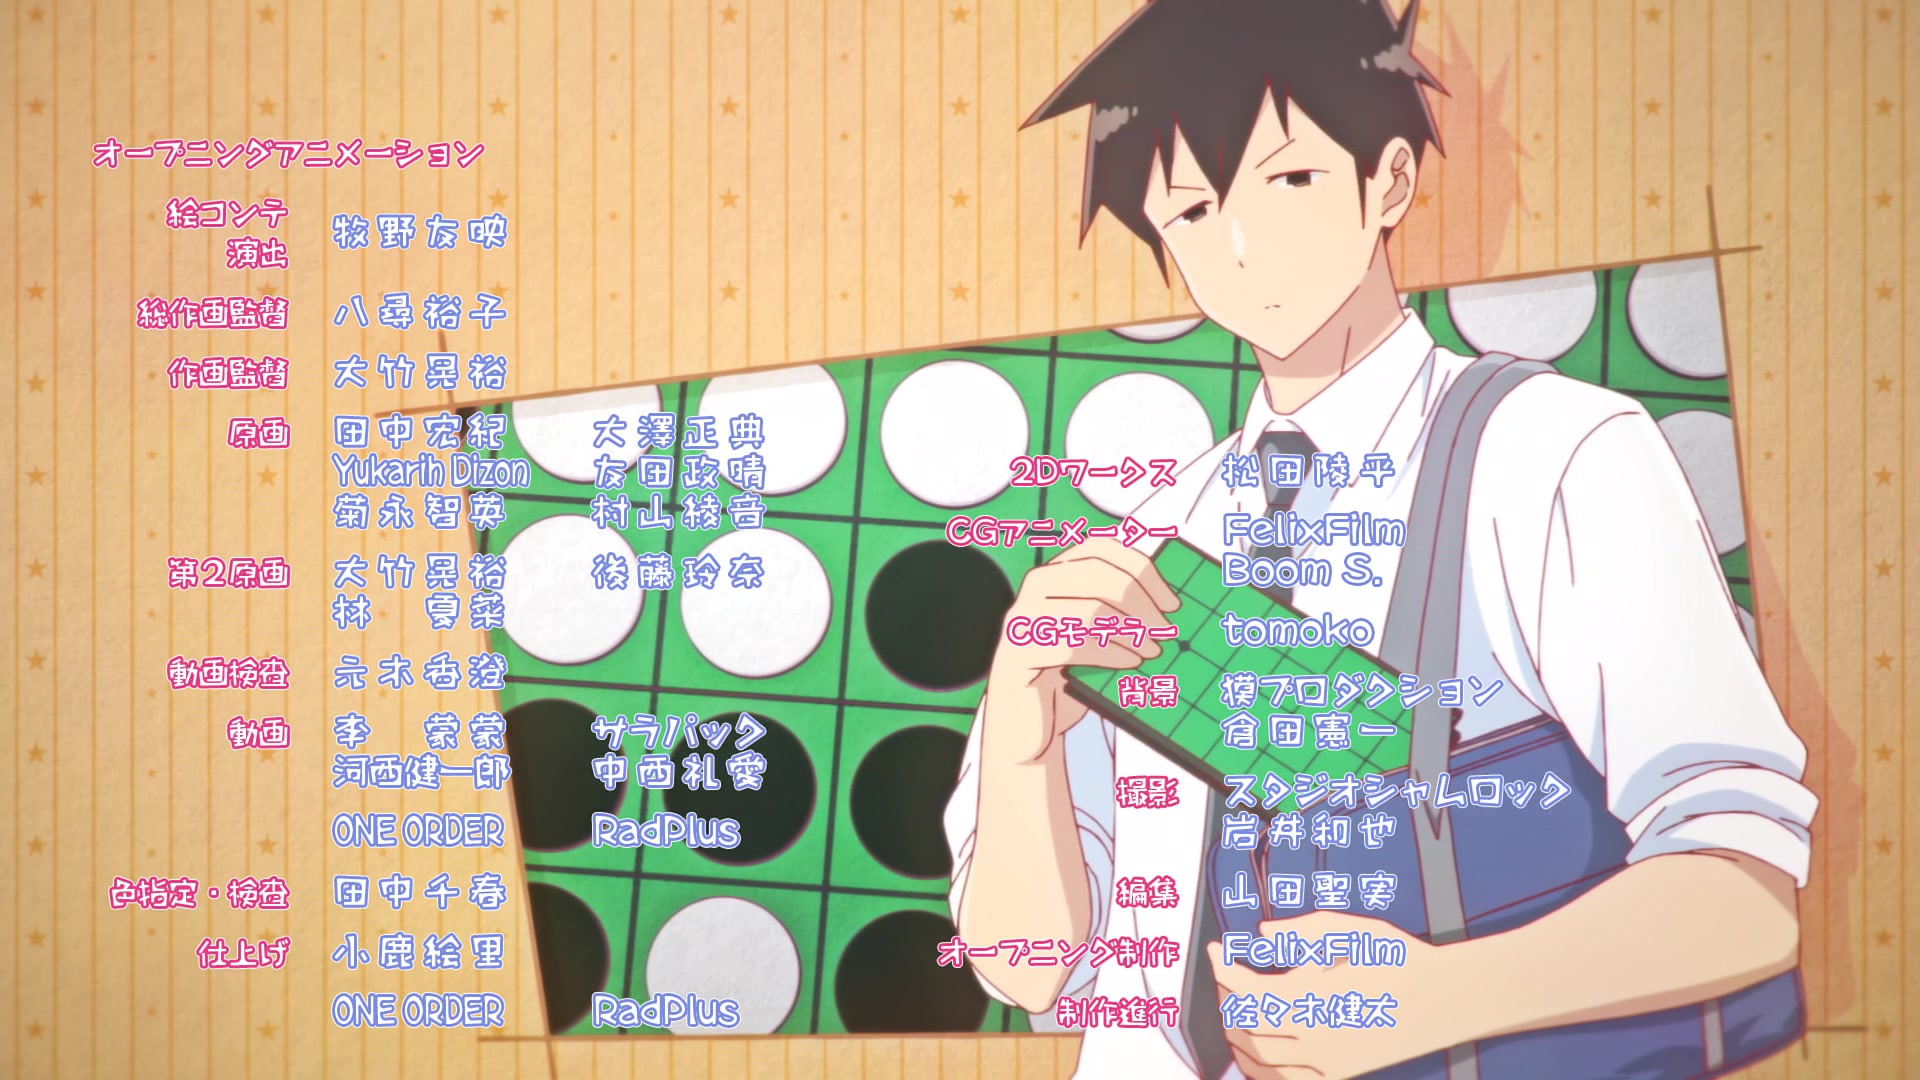 オープニングアニメーション
絵コンテ
演出
牧野友映
総作画監督 八尋裕子
作画監督 大竹晃裕
原画 田中宏紀 大澤正典
Yukarih Dizon 友田政晴
菊永智英 村山綾音
第2原画 大竹晃裕 後藤玲奈
林 夏菜
動画検査 元木香澄
動画 李 蒙蒙 サラパック
河西健一郎 中西礼愛
ONE ORDER RadPlus
色指定・検査 田中千春
仕上げ 小鹿絵里
ONE ORDER RadPlus
2Dワークス 松田陵平
CGアニメーター FelixFilm
Boom S.
CGモデラー tomoko
背景 獏プロダクション
倉田憲一
撮影 スタジオシャムロック
岩井和也
編集 山田聖実
オープニング制作 FelixFilm
制作進行 佐々木健太